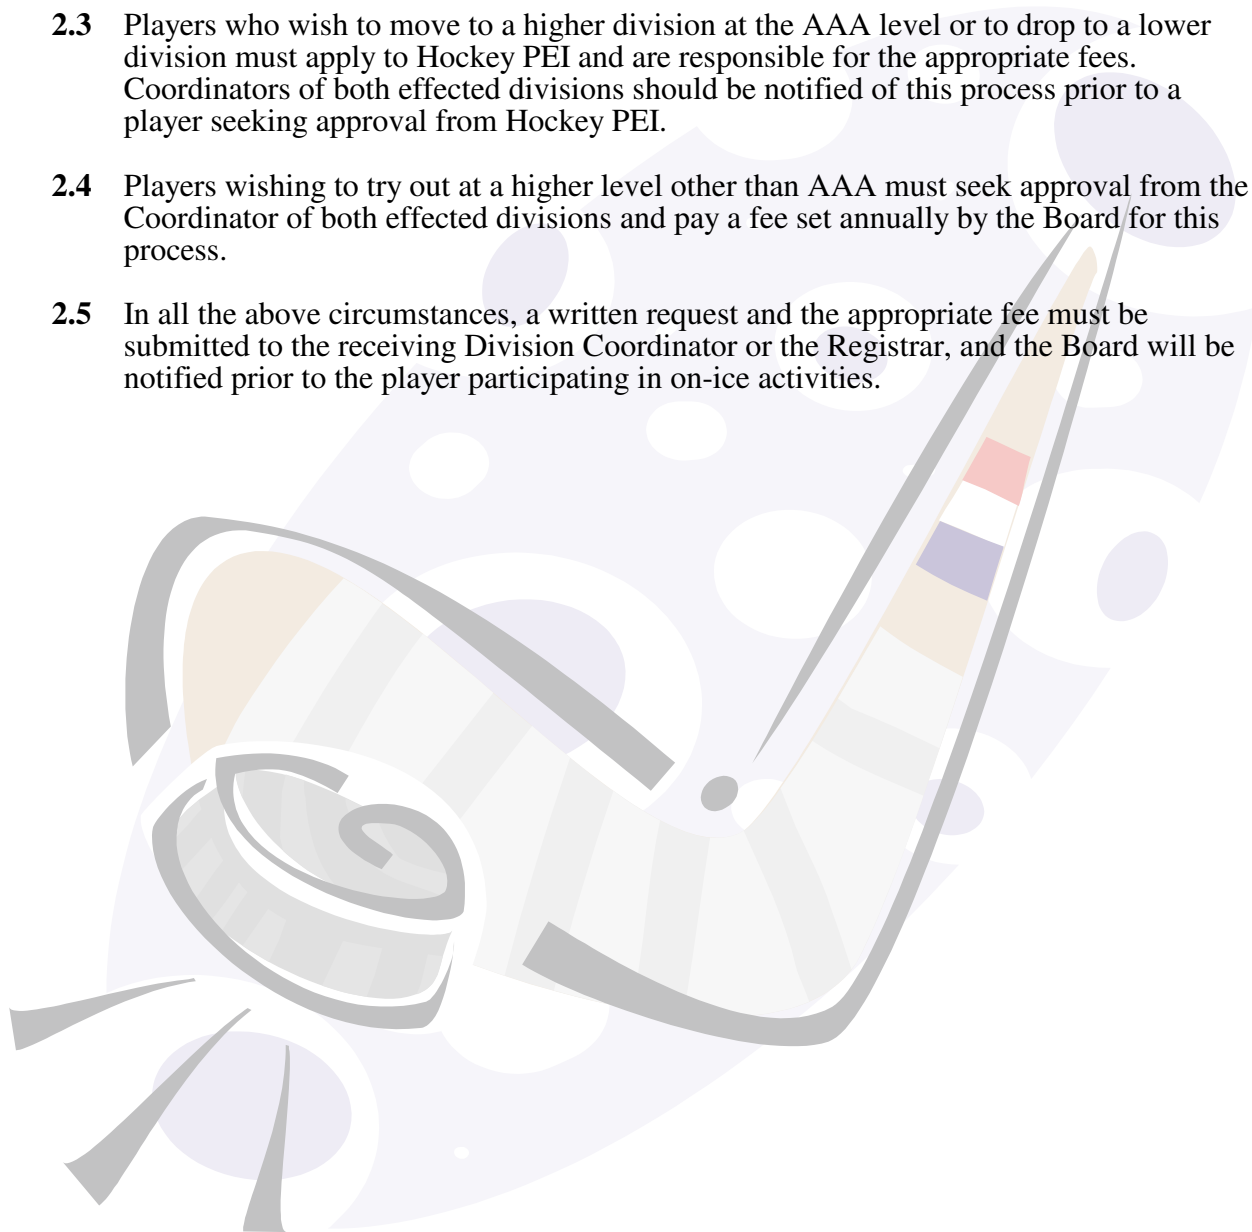 2.3 Players who wish to move to a higher division at the AAA level or to drop to a lower
division must apply to Hockey PEI and are responsible for the appropriate fees.
Coordinators of both effected divisions should be notified of this process prior to a
player seeking approval from Hockey PEI.
2.4 Players wishing to try out at a higher level other than AAA must seek approval from the
Coordinator of both effected divisions and pay a fee set annually by the Board for this
process.
2.5 In all the above circumstances, a written request and the appropriate fee must be
submitted to the receiving Division Coordinator or the Registrar, and the Board will be
notified prior to the player participating in on-ice activities.